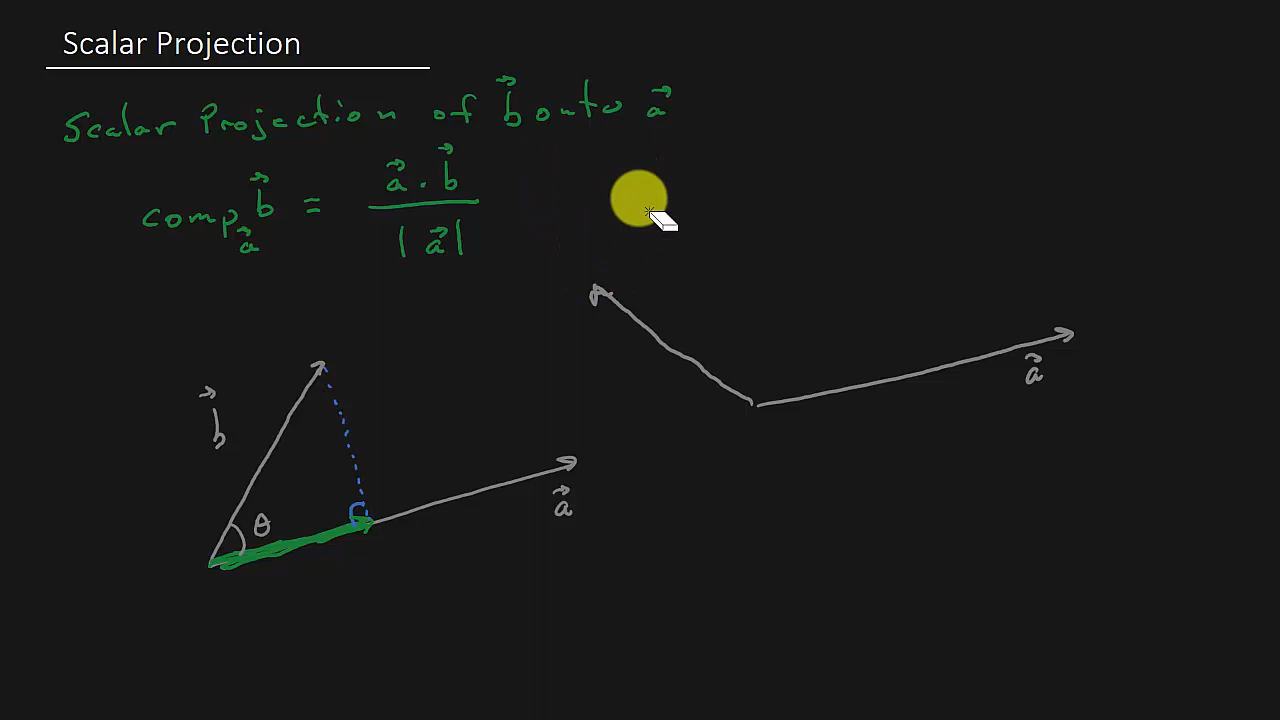 Scalar Projection
Scalar Projection of b⃗ onto a⃗
comp_a⃗ b⃗ = (a⃗ · b⃗) / |a⃗|
a⃗
b⃗
θ
a⃗